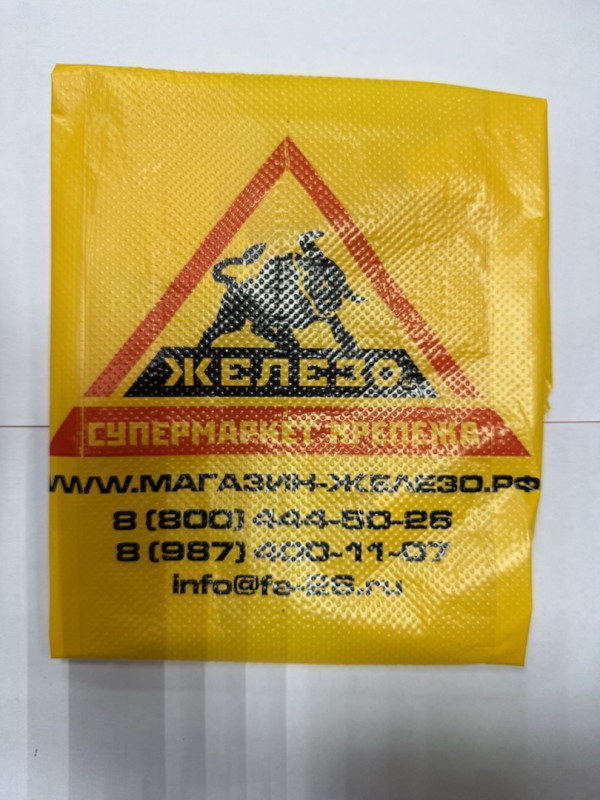 ЖЕЛЕЗО
СУПЕРМАРКЕТ КРЕПЕЖА
WWW.МАГАЗИН-ЖЕЛЕЗО.РФ
8 (800) 444-50-26
8 (987) 400-11-07
info@fe-26.ru